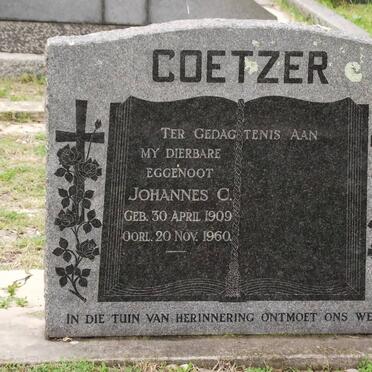 COETZER
TER GEDAGTENIS AAN
MY DIERBARE
EGGENOOT
JOHANNES C.
GEB. 30 APRIL 1909
OORL. 20 NOV. 1960.
IN DIE TUIN VAN HERINNERING ONTMOET ONS WE